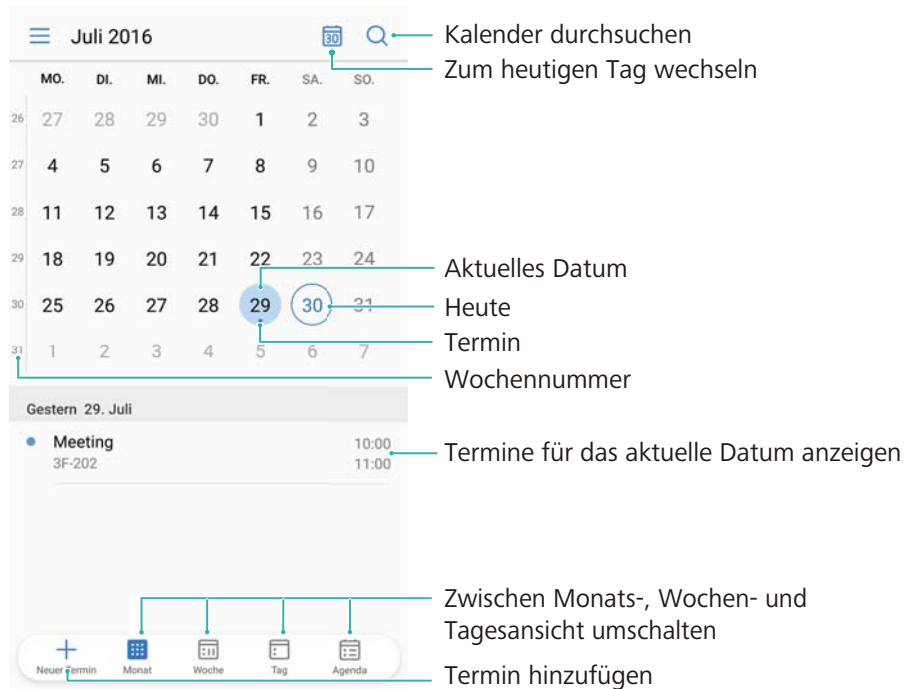 Juli 2016
30
Kalender durchsuchen
Zum heutigen Tag wechseln
MO. DI. MI. DO. FR. SA. SO.
26 27 28 29 30 1 2 3
27 4 5 6 7 8 9 10
28 11 12 13 14 15 16 17
29 18 19 20 21 22 23 24
Aktuelles Datum
30 25 26 27 28 29 30 31
Heute
Termin
31 1 2 3 4 5 6 7
Wochennummer
Gestern 29. Juli
Meeting 10:00
3F-202 11:00
Termine für das aktuelle Datum anzeigen
Zwischen Monats-, Wochen- und
Tagesansicht umschalten
Neuer Termin Monat Woche Tag Agenda
Termin hinzufügen